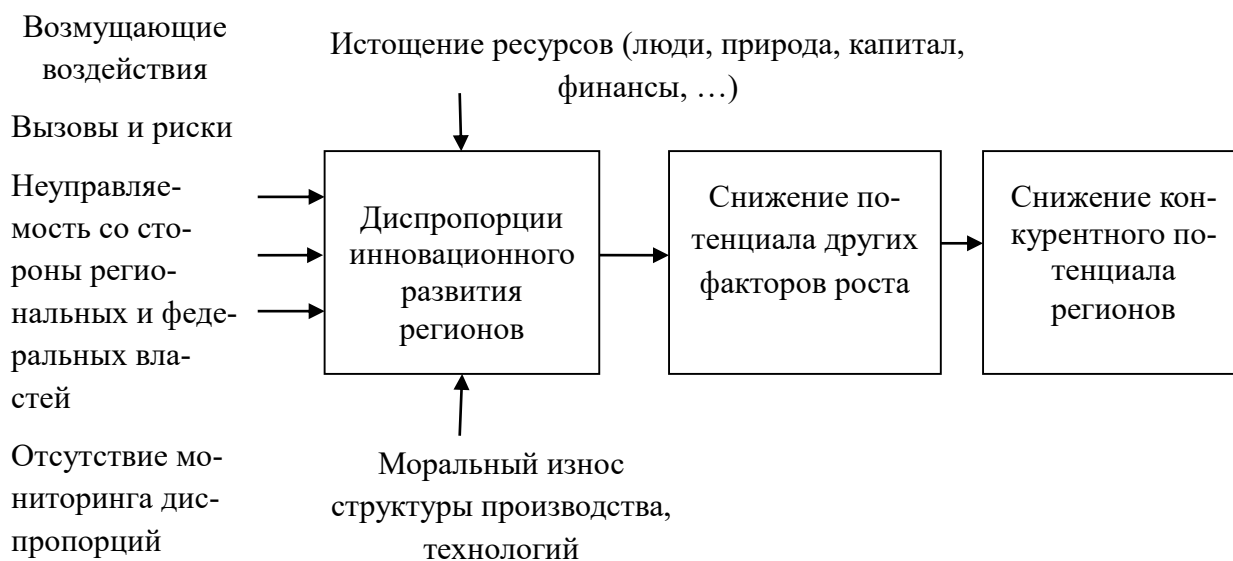 Возмущающие
воздействия
Вызовы и риски
Неуправляе-
мость со сто-
роны регио-
нальных и феде-
ральных вла-
стей
Отсутствие мо-
ниторинга дис-
пропорций
Истощение ресурсов (люди, природа, капитал,
финансы, …)
Диспропорции
инновационного
развития
регионов
Моральный износ
структуры производства,
технологий
Снижение по-
тенциала других
факторов роста
Снижение кон-
курентного по-
тенциала
регионов